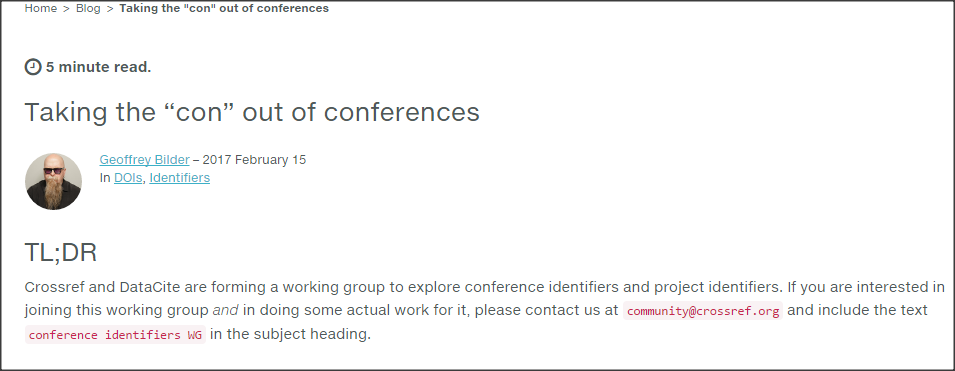 Home > Blog > Taking the "con" out of conferences
5 minute read.
Taking the “con” out of conferences
Geoffrey Bilder – 2017 February 15
In DOIs, Identifiers
TL;DR
Crossref and DataCite are forming a working group to explore conference identifiers and project identifiers. If you are interested in
joining this working group and in doing some actual work for it, please contact us at community@crossref.org and include the text
conference identifiers WG in the subject heading.